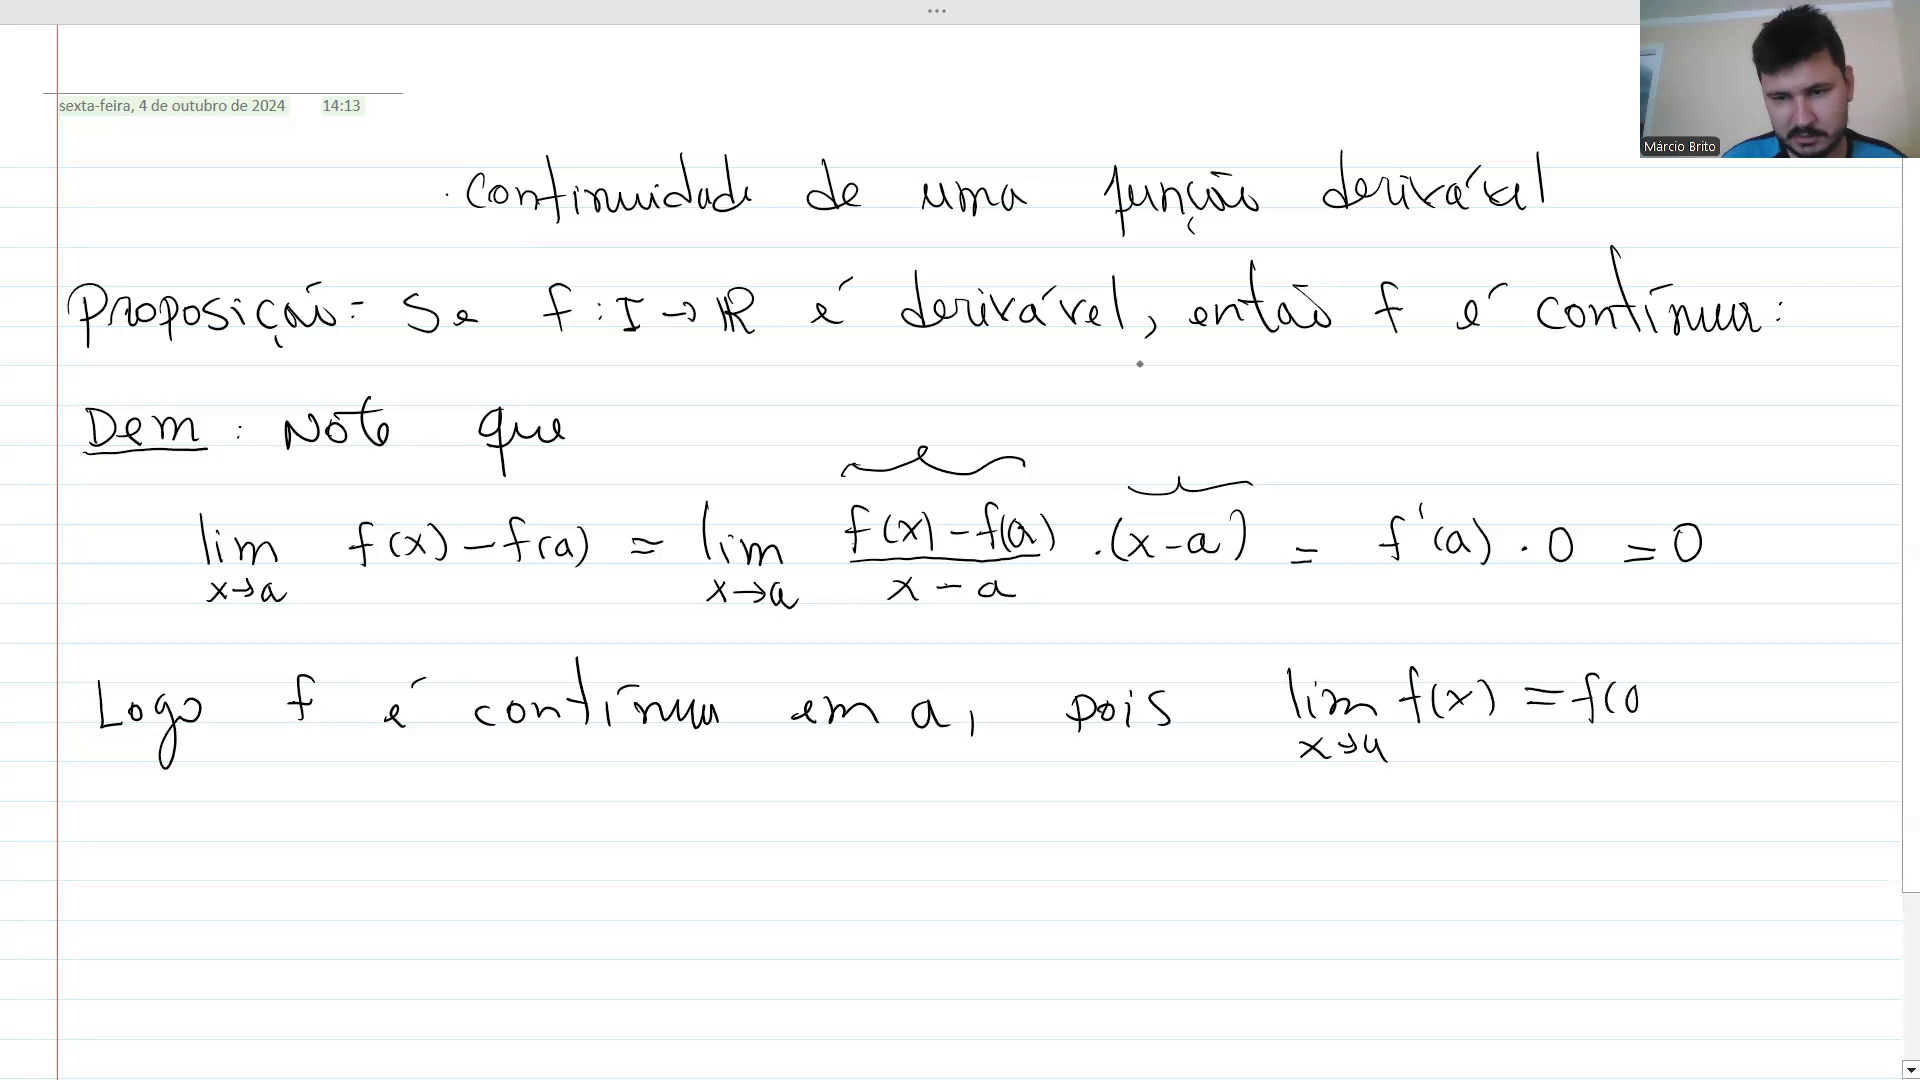 Márcio Brito
sexta-feira, 4 de outubro de 2024 14:13
. Continuidade de uma função derivável
Proposição: Se f : I → ℝ é derivável, então f é contínua:
Dem : Note que
lim x→a f(x) - f(a) = lim x→a (f(x) - f(a))/(x - a) . (x - a) = f'(a) . 0 = 0
Logo f é contínua em a, pois lim x→a f(x) = f(